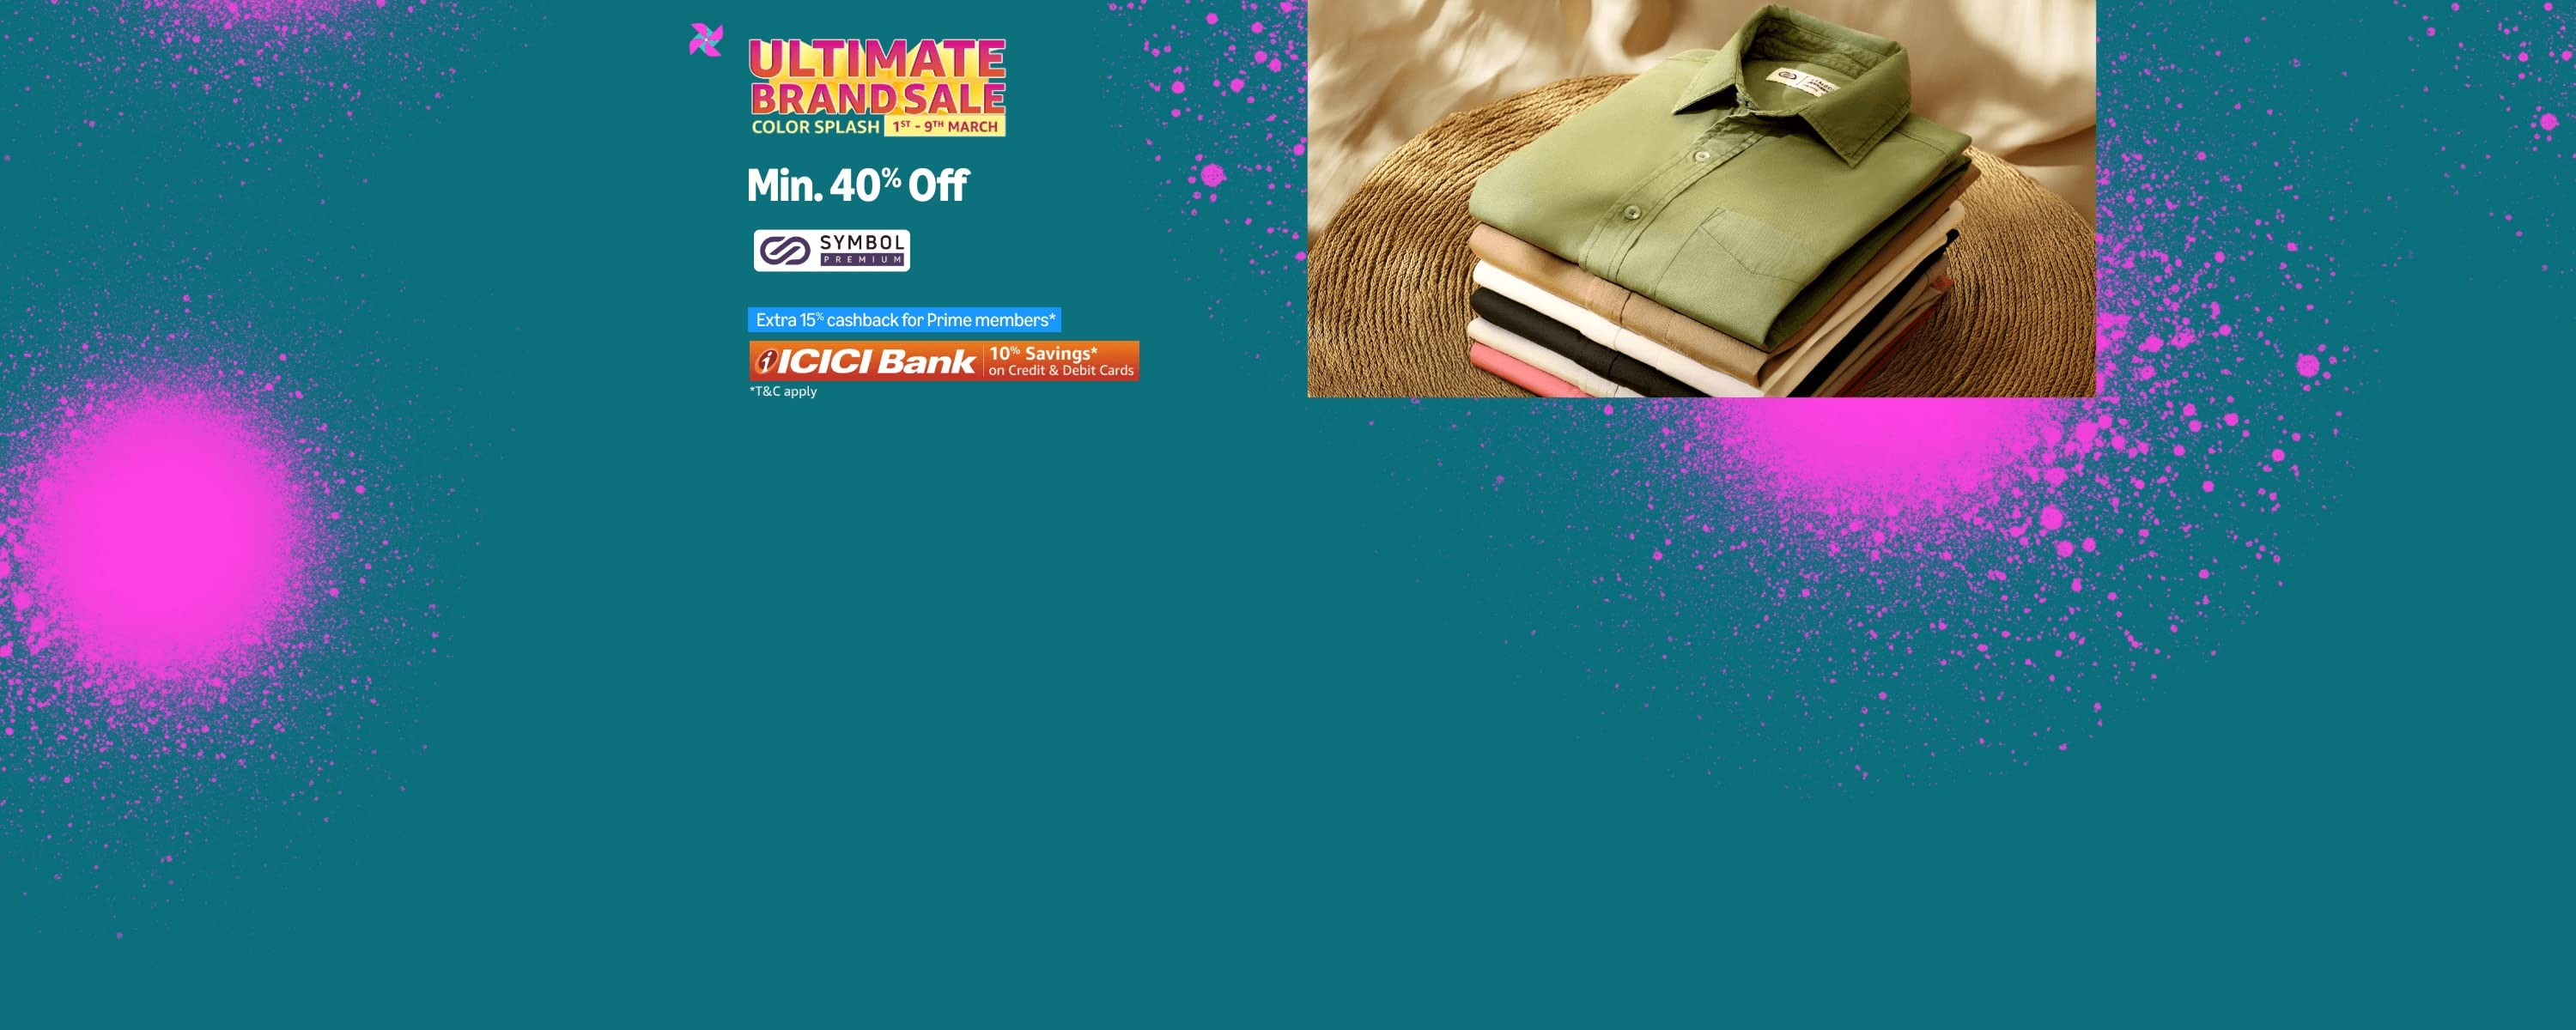 ULTIMATE
BRAND SALE
COLOR SPLASH 1ST - 9TH MARCH
Min. 40% Off
SYMBOL
PREMIUM
Extra 15% cashback for Prime members*
ICICI Bank 10% Savings*
on Credit & Debit Cards
*T&C apply